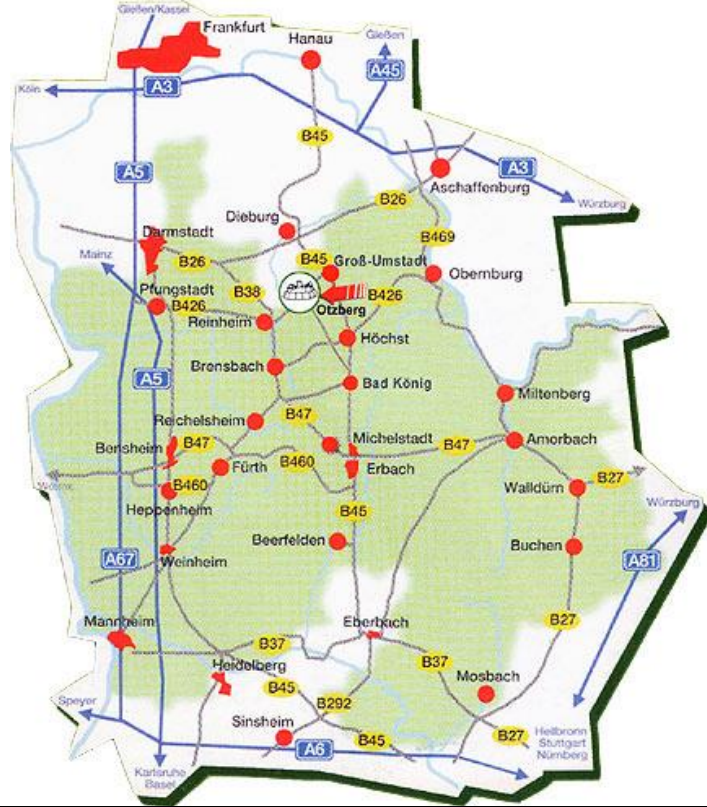 Gießen/Kassel
Frankfurt
Hanau
Gießen
A45
Köln
A3
B45
A5
A3
Aschaffenburg
Würzburg
B26
Dieburg
Darmstadt
B469
Mainz
B26
B45
Groß-Umstadt
Obernburg
Pfungstadt
B38
B426
B426
Otzberg
Reinheim
Höchst
Brensbach
A5
Bad König
Miltenberg
Reichelsheim
B47
Bensheim
B47
Michelstadt
B47
Amorbach
Fürth
B460
Erbach
B27
B460
Walldürn
Heppenheim
B45
Würzburg
Beerfelden
Buchen
A67
Weinheim
A81
Mannheim
Eberbach
B27
B37
B37
Heidelberg
Mosbach
B45
Speyer
B292
Sinsheim
B27
Heilbronn
Stuttgart
Nürnberg
A6
B45
Karlsruhe
Basel